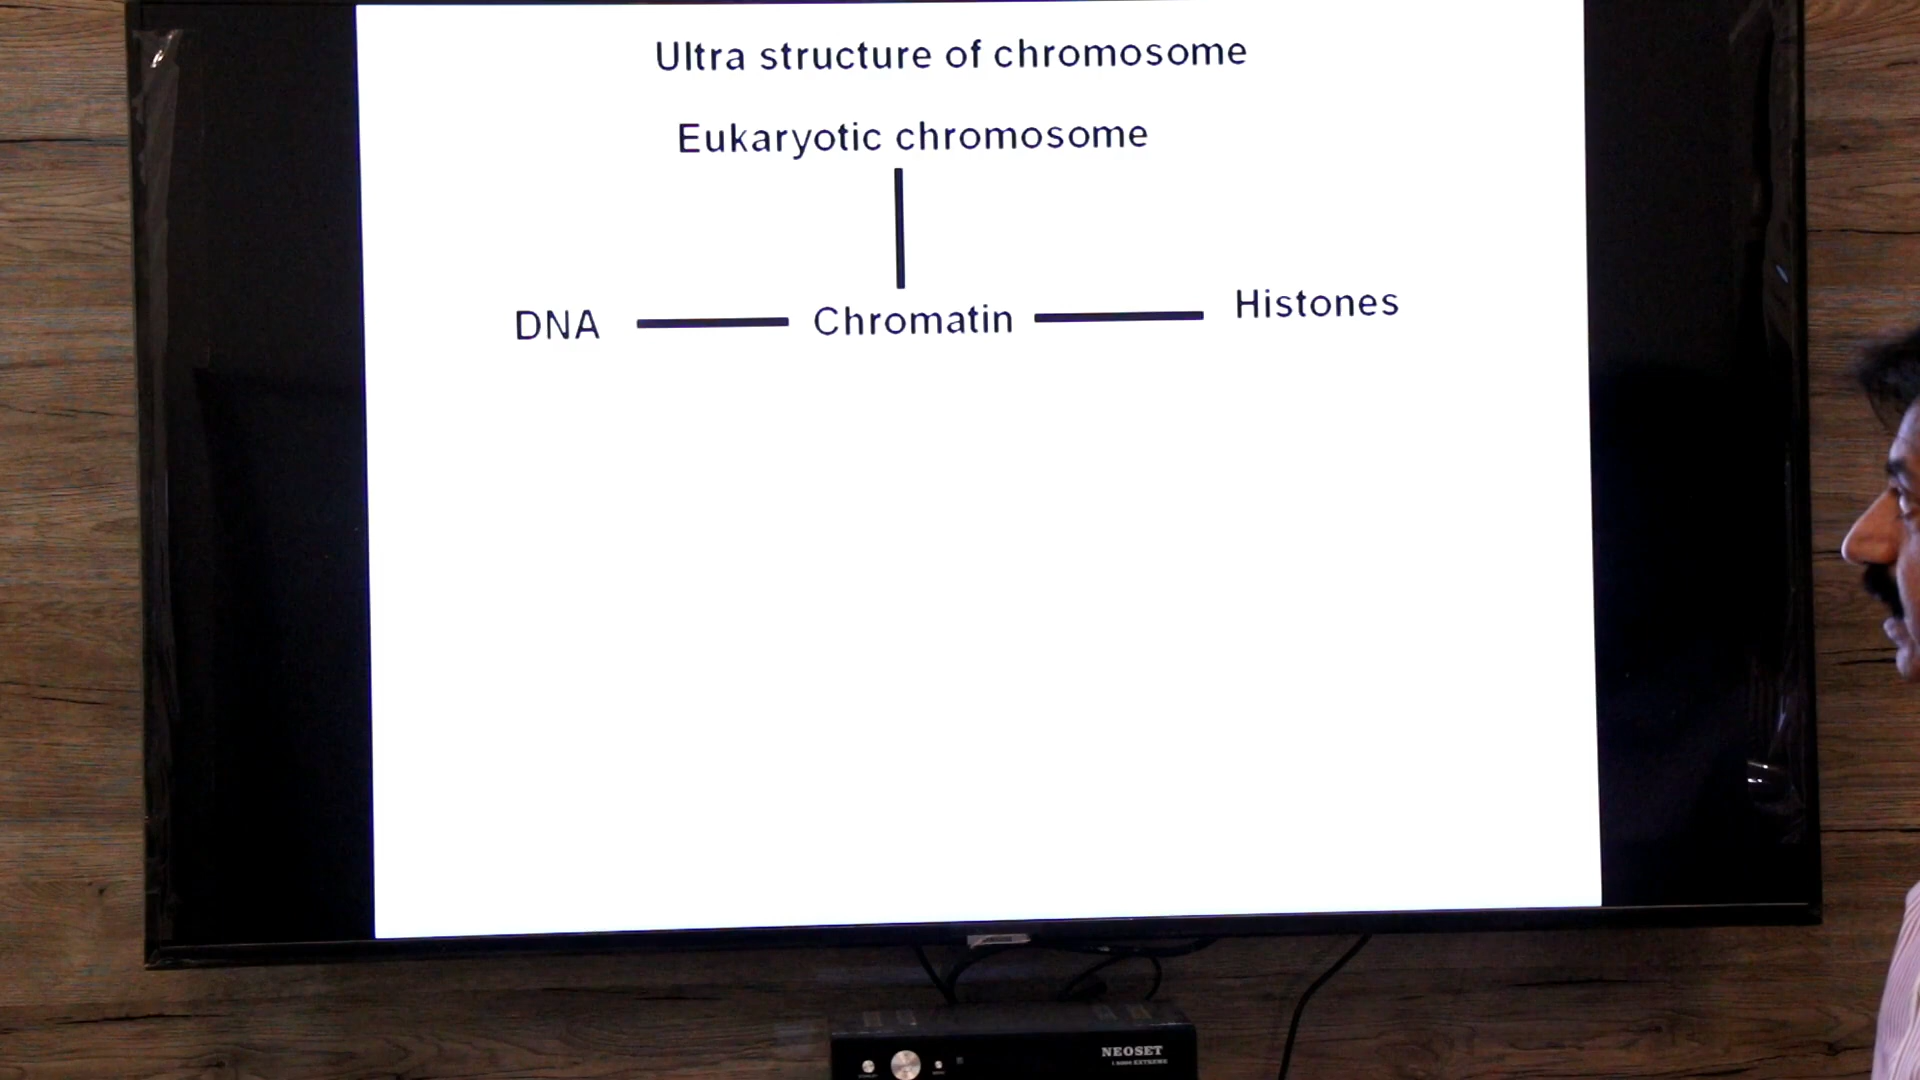 Ultra structure of chromosome
Eukaryotic chromosome
DNA
Chromatin
Histones
NEOSET